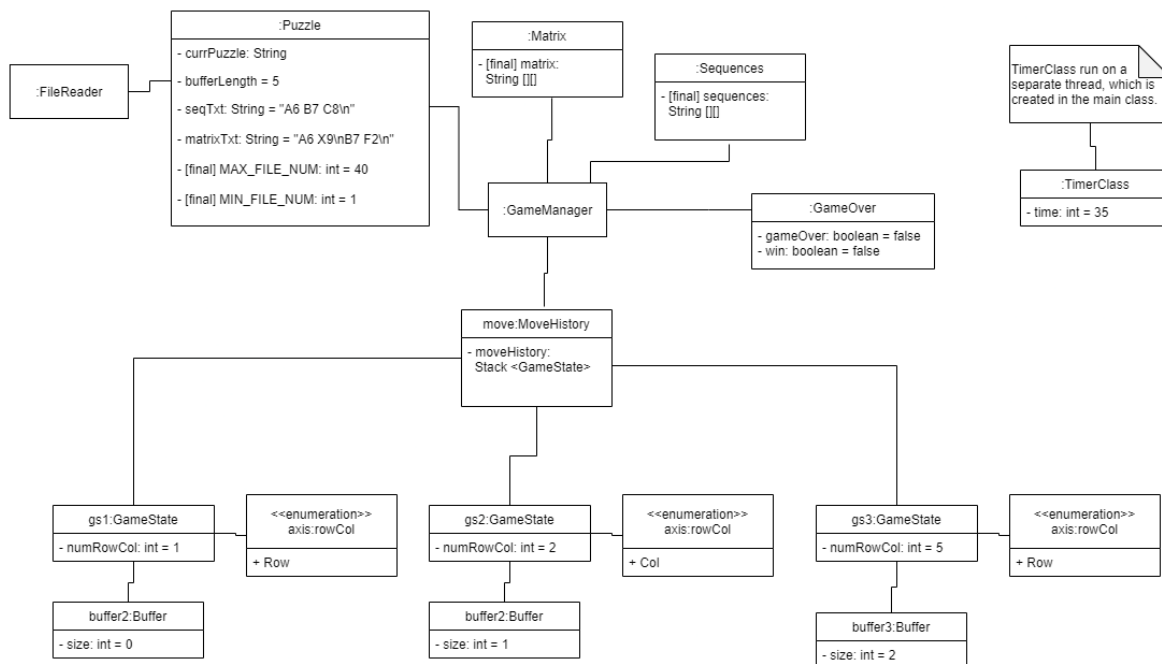 :Puzzle
- currPuzzle: String
- bufferLength = 5
- seqTxt: String = "A6 B7 C8\n"
- matrixTxt: String = "A6 X9\nB7 F2\n"
- [final] MAX_FILE_NUM: int = 40
- [final] MIN_FILE_NUM: int = 1
:FileReader
:Matrix
- [final] matrix:
String [][]
:Sequences
- [final] sequences:
String [][]
TimerClass run on a
separate thread, which is
created in the main class.
:TimerClass
- time: int = 35
:GameManager
:GameOver
- gameOver: boolean = false
- win: boolean = false
move:MoveHistory
- moveHistory:
Stack <GameState>
gs1:GameState
- numRowCol: int = 1
<<enumeration>>
axis:rowCol
+ Row
buffer2:Buffer
- size: int = 0
gs2:GameState
- numRowCol: int = 2
<<enumeration>>
axis:rowCol
+ Col
buffer2:Buffer
- size: int = 1
gs3:GameState
- numRowCol: int = 5
<<enumeration>>
axis:rowCol
+ Row
buffer3:Buffer
- size: int = 2